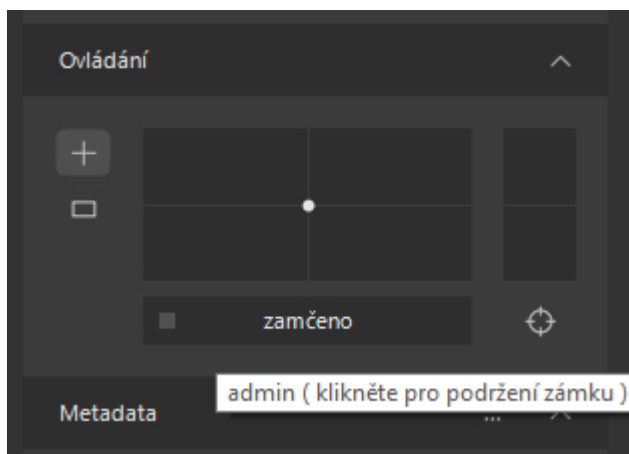 Ovládání
zamčeno
admin ( klikněte pro podržení zámku )
Metadata
...